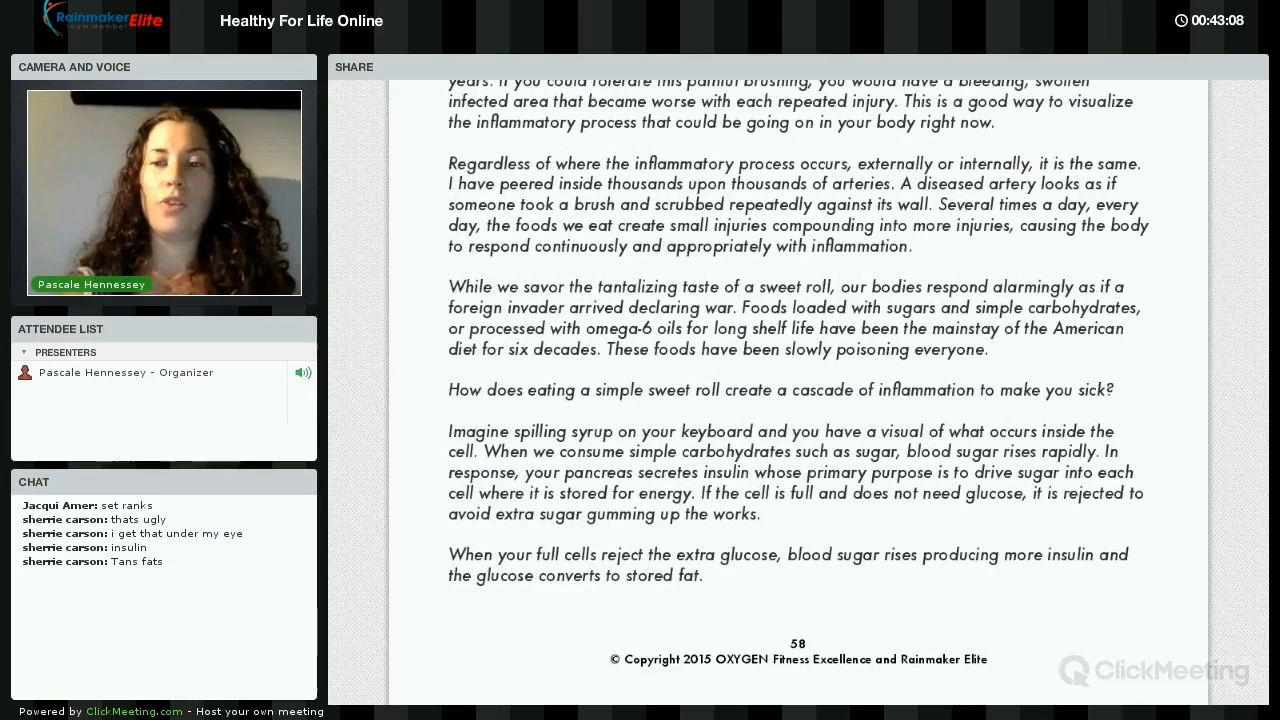 RainmakerElite
Team Member
Healthy For Life Online
00:43:08
CAMERA AND VOICE
Pascale Hennessey
ATTENDEE LIST
PRESENTERS
Pascale Hennessey - Organizer
CHAT
Jacqui Amer: set ranks
sherrie carson: thats ugly
sherrie carson: i get that under my eye
sherrie carson: insulin
sherrie carson: Tans fats
Powered by ClickMeeting.com - Host your own meeting
SHARE
years. If you could tolerate this painful brushing, you would have a bleeding, swollen
infected area that became worse with each repeated injury. This is a good way to visualize
the inflammatory process that could be going on in your body right now.
Regardless of where the inflammatory process occurs, externally or internally, it is the same.
I have peered inside thousands upon thousands of arteries. A diseased artery looks as if
someone took a brush and scrubbed repeatedly against its wall. Several times a day, every
day, the foods we eat create small injuries compounding into more injuries, causing the body
to respond continuously and appropriately with inflammation.
While we savor the tantalizing taste of a sweet roll, our bodies respond alarmingly as if a
foreign invader arrived declaring war. Foods loaded with sugars and simple carbohydrates,
or processed with omega-6 oils for long shelf life have been the mainstay of the American
diet for six decades. These foods have been slowly poisoning everyone.
How does eating a simple sweet roll create a cascade of inflammation to make you sick?
Imagine spilling syrup on your keyboard and you have a visual of what occurs inside the
cell. When we consume simple carbohydrates such as sugar, blood sugar rises rapidly. In
response, your pancreas secretes insulin whose primary purpose is to drive sugar into each
cell where it is stored for energy. If the cell is full and does not need glucose, it is rejected to
avoid extra sugar gumming up the works.
When your full cells reject the extra glucose, blood sugar rises producing more insulin and
the glucose converts to stored fat.
58
© Copyright 2015 OXYGEN Fitness Excellence and Rainmaker Elite
ClickMeeting